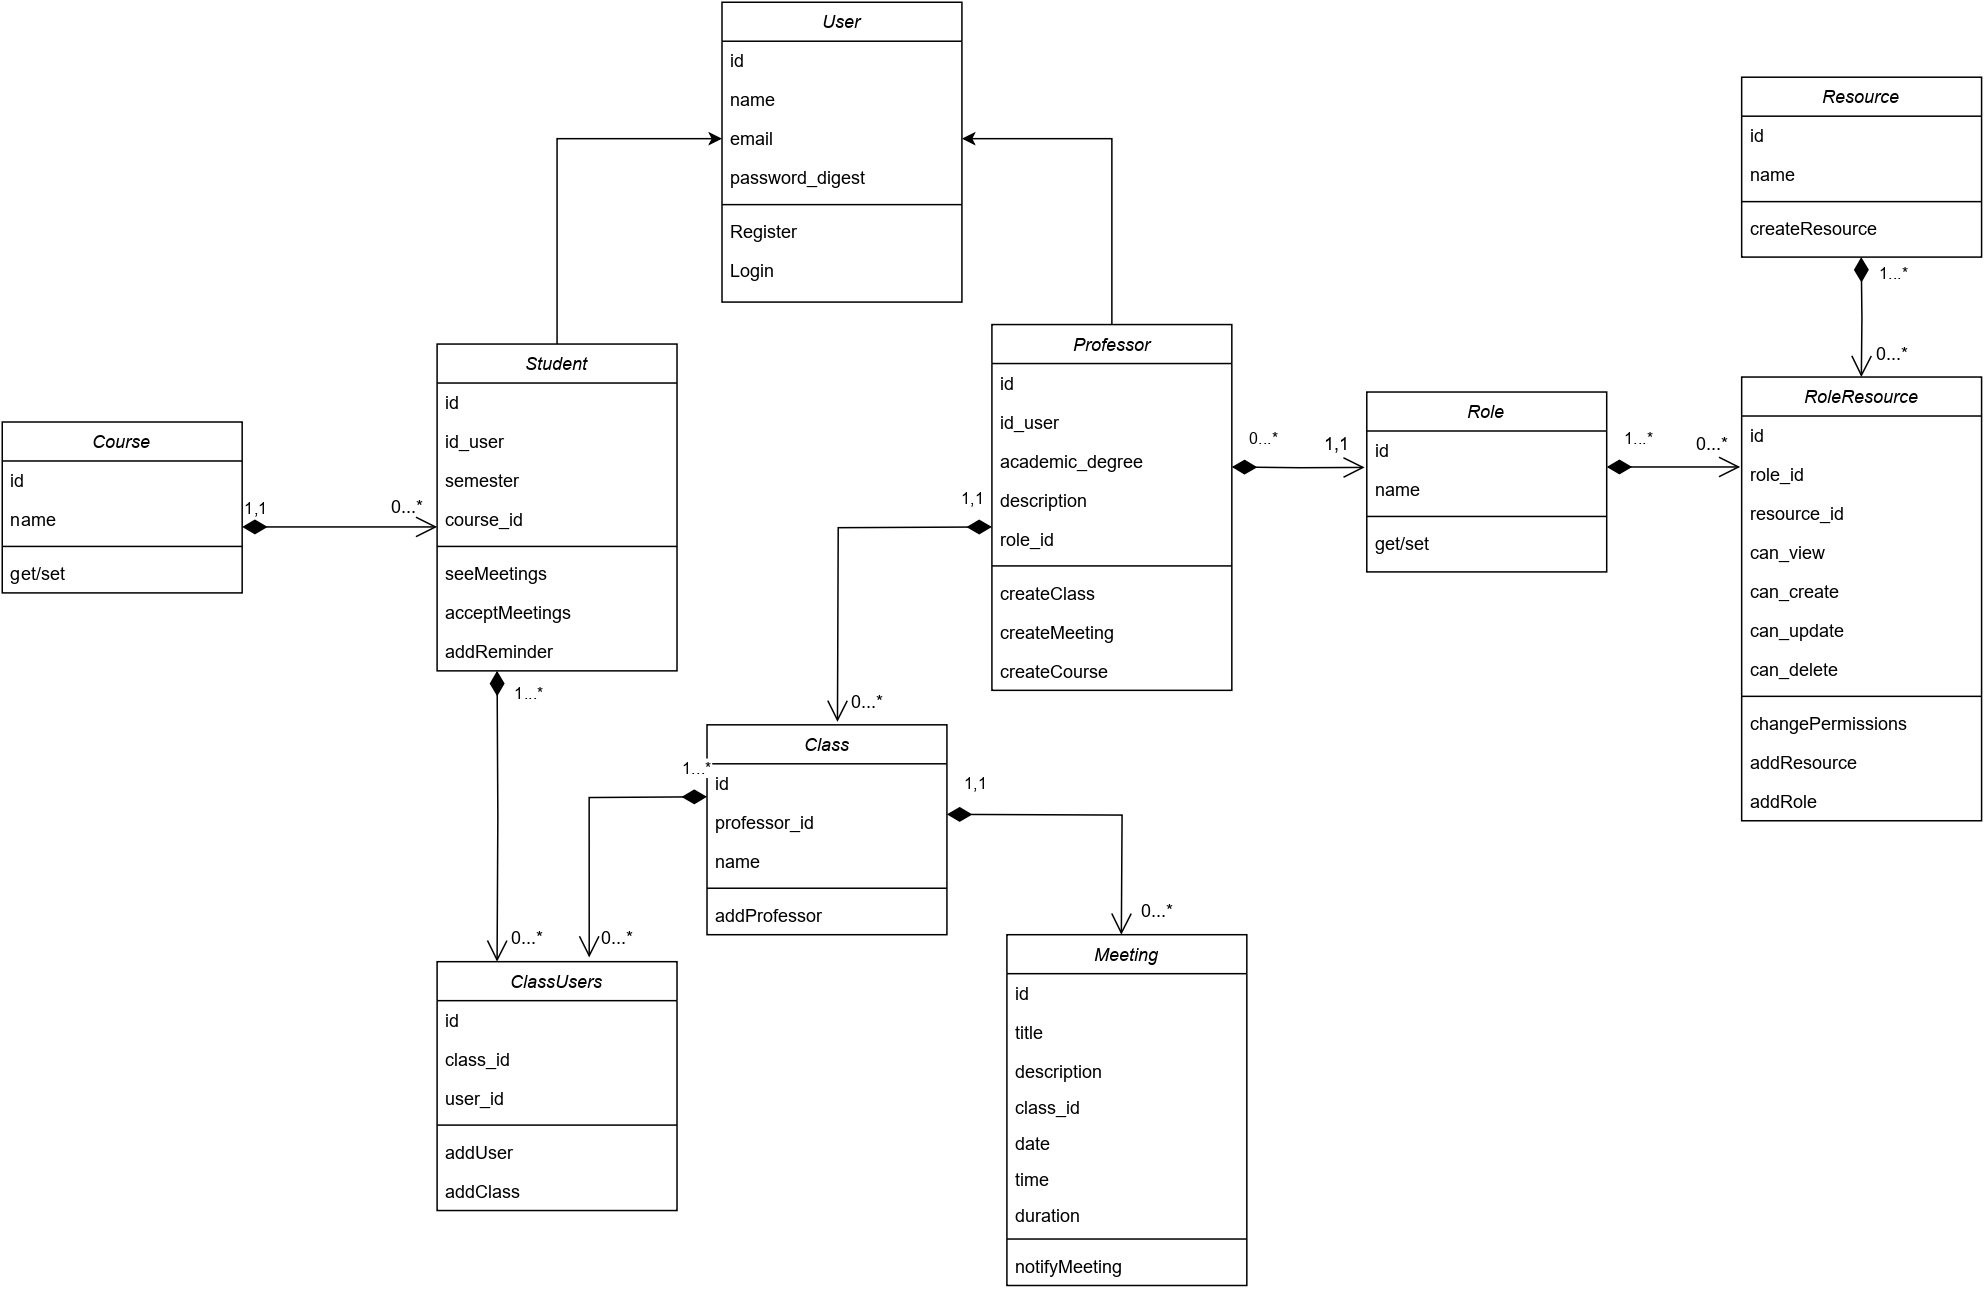 User
id
name
email
password_digest
Register
Login
Resource
id
name
createResource
1...*
0...*
Student
id
id_user
semester
course_id
seeMeetings
acceptMeetings
addReminder
1...*
0...*
Professor
id
id_user
academic_degree
description
role_id
createClass
createMeeting
createCourse
0...*
1,1
1,1
0...*
Role
id
name
get/set
1...*
0...*
RoleResource
id
role_id
resource_id
can_view
can_create
can_update
can_delete
changePermissions
addResource
addRole
Course
id
name
get/set
1,1
0...*
Class
id
professor_id
name
addProfessor
1...*
0...*
1,1
0...*
ClassUsers
id
class_id
user_id
addUser
addClass
Meeting
id
title
description
class_id
date
time
duration
notifyMeeting